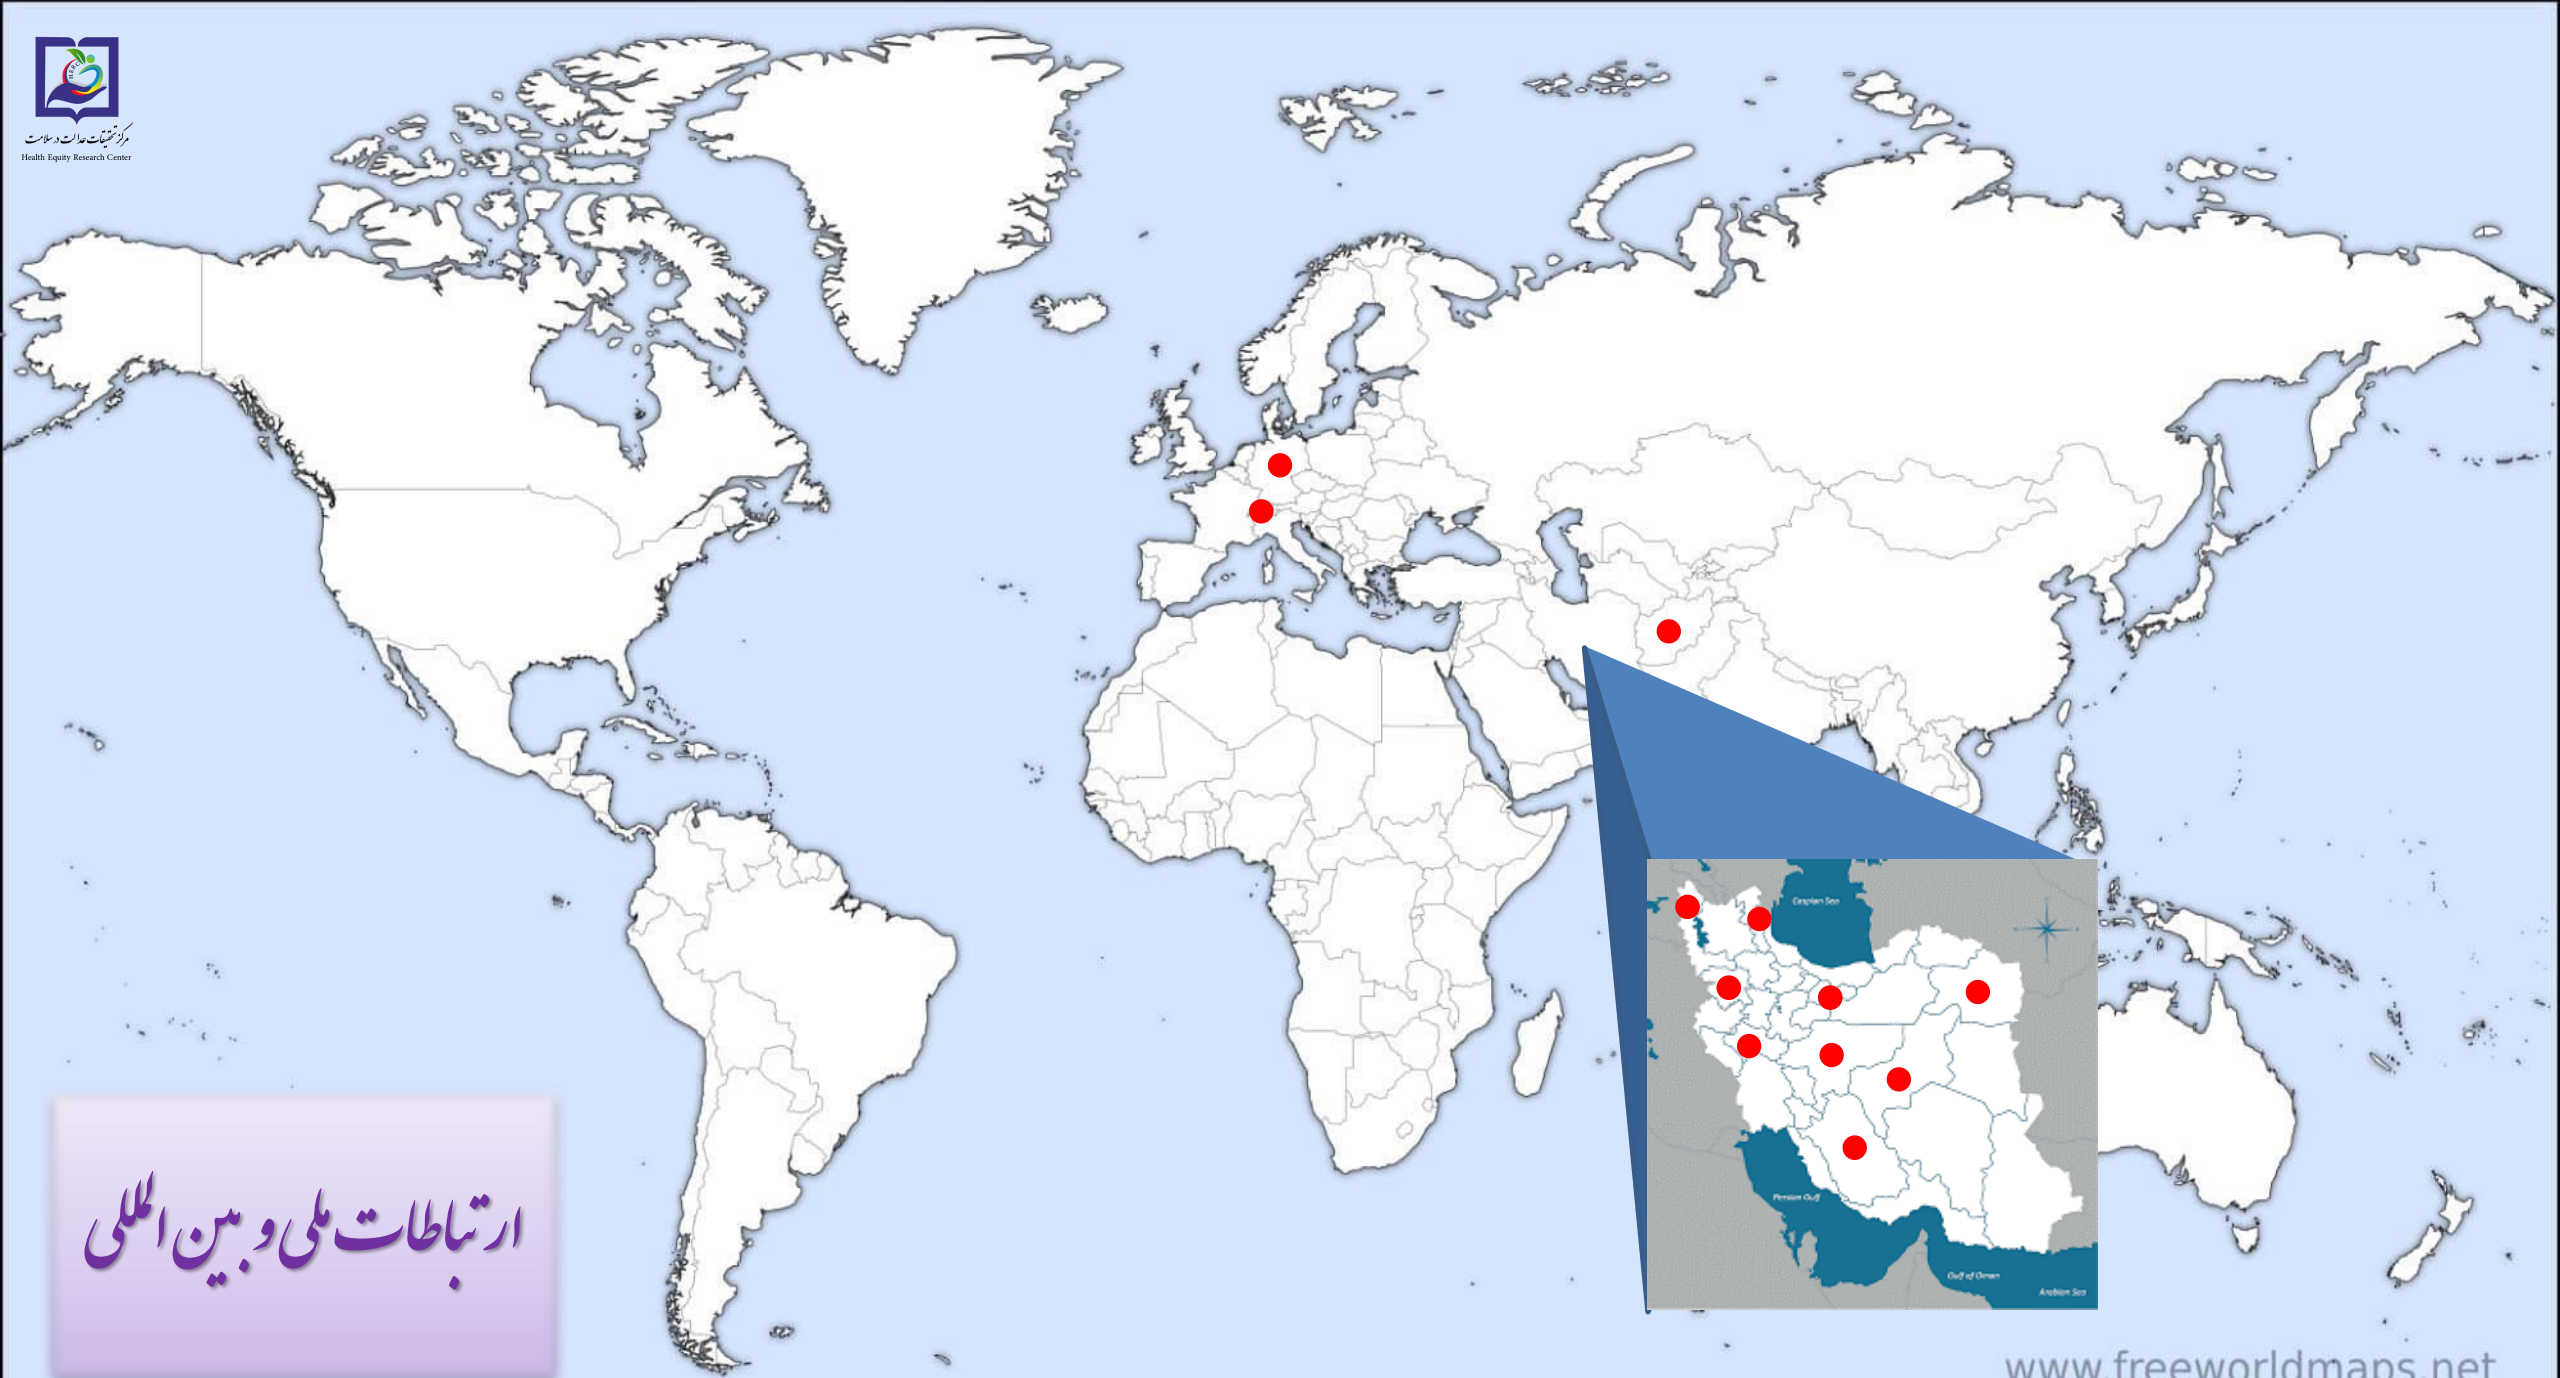 مرکز تحقیقات عدالت در سلامت
Health Equity Research Center
Caspian Sea
Persian Gulf
Gulf of Oman
Arabian Sea
ارتباطات ملی و بین المللی
www.freeworldmaps.net